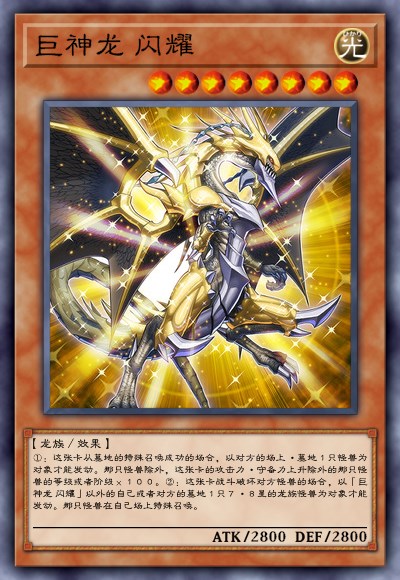 巨神龙 闪耀
ひかり
光
【龙族／效果】
①：这张卡从墓地的特殊召唤成功的场合，以对方的场上・墓地1只怪兽为
对象才能发动。那只怪兽除外，这张卡的攻击力・守备力上升除外的那只怪兽
的等级或者阶级×100。②：这张卡战斗破坏对方怪兽的场合，以「巨
神龙 闪耀」以外的自己或者对方的墓地1只7・8星的龙族怪兽为对象才能发
动。那只怪兽在自己场上特殊召唤。
ATK/2800 DEF/2800